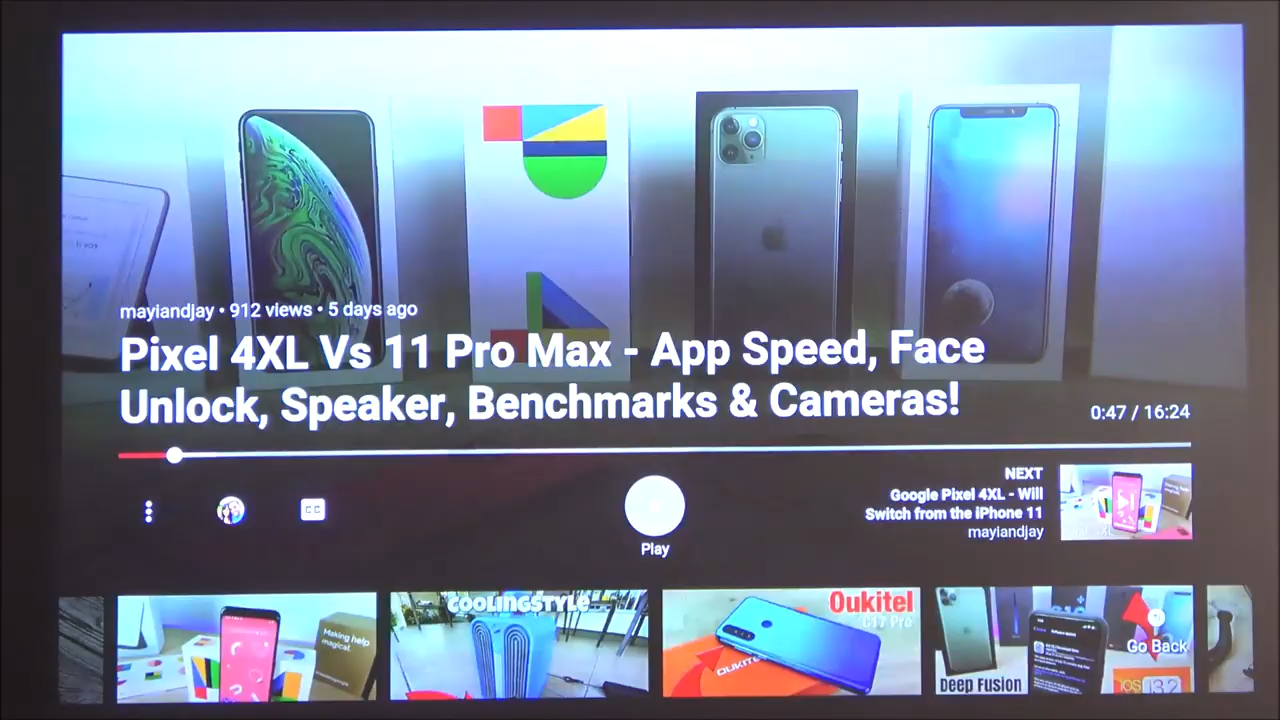 mayiandjay • 912 views • 5 days ago
Pixel 4XL Vs 11 Pro Max - App Speed, Face
Unlock, Speaker, Benchmarks & Cameras!
0:47 / 16:24
NEXT
Google Pixel 4XL - Will
Switch from the iPhone 11
mayiandjay
CC
Play
Making help
magical.
COOLINGSTYLE
Oukitel
C17 Pro
OUKITEL
Deep Fusion
Go Back
iOS 13.2